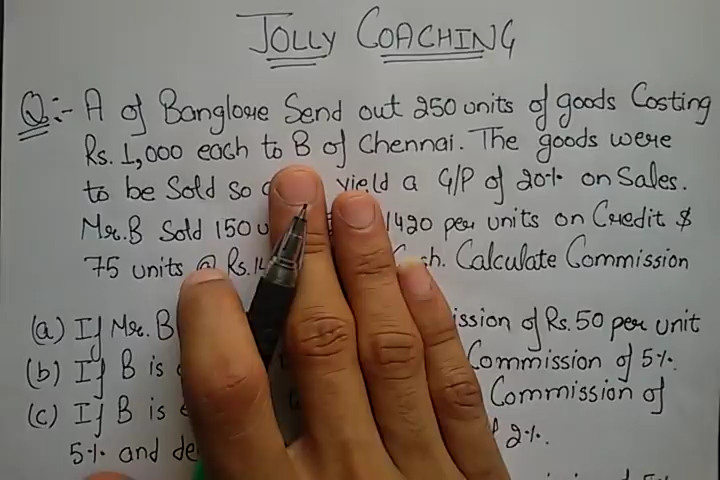 JOLLY COACHING
Q:- A of Banglore Send out 250 units of goods Costing
Rs. 1,000 each to B of Chennai. The goods were
to be Sold so yield a G/P of 20% on Sales.
Mr. B Sold 150 1420 per units on Credit &
75 units @ Rs. Calculate Commission
(a) If Mr. B of Rs. 50 per unit
(b) If B is Commission of 5%.
(c) If B is Commission of
5% and 2%.